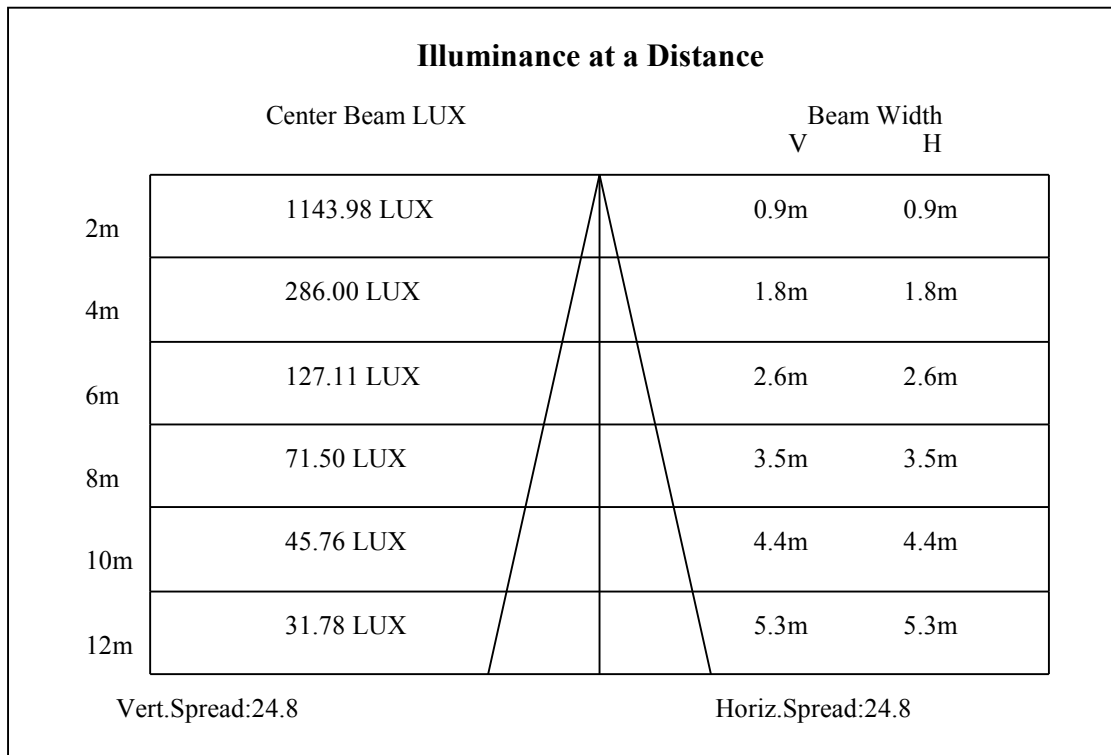 Illuminance at a Distance
Center Beam LUX Beam Width
V H
2m 1143.98 LUX 0.9m 0.9m
4m 286.00 LUX 1.8m 1.8m
6m 127.11 LUX 2.6m 2.6m
8m 71.50 LUX 3.5m 3.5m
10m 45.76 LUX 4.4m 4.4m
12m 31.78 LUX 5.3m 5.3m
Vert.Spread:24.8 Horiz.Spread:24.8